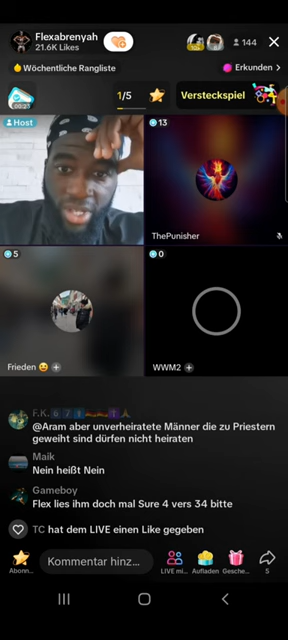 Flexabrenyah
21.6K Likes
144
Wöchentliche Rangliste
Erkunden >
00:27
1/5
Versteckspiel
Host
13
ThePunisher
5
Frieden
0
WWM2
F.K.
@Aram aber unverheiratete Männer die zu Priestern
geweiht sind dürfen nicht heiraten
Maik
Nein heißt Nein
Gameboy
Flex lies ihm doch mal Sure 4 vers 34 bitte
TC hat dem LIVE einen Like gegeben
Kommentar hinz...
Abonn...
LIVE mi...
Aufladen
Gesche...
S